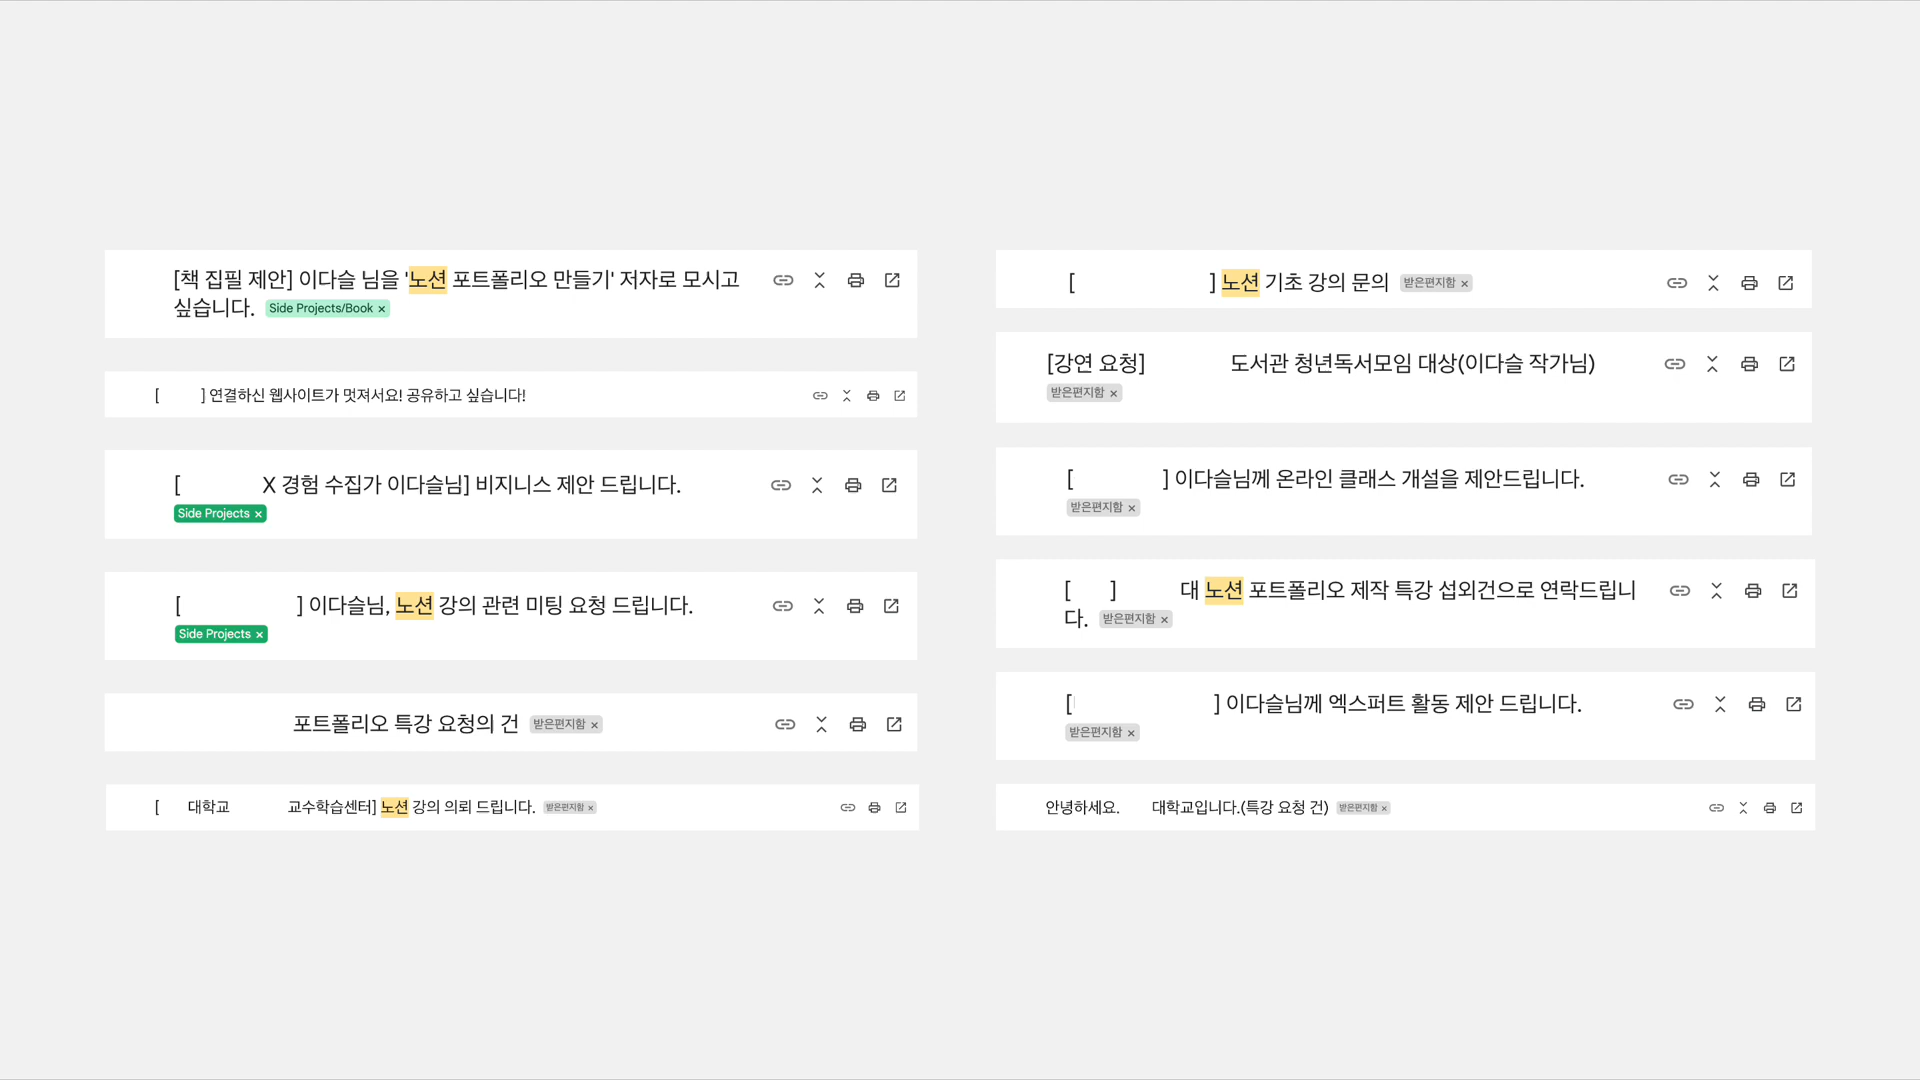 [책 집필 제안] 이다슬 님을 '노션 포트폴리오 만들기' 저자로 모시고
싶습니다. Side Projects/Book ×
[ ] 연결하신 웹사이트가 멋져서요! 공유하고 싶습니다!
[ X 경험 수집가 이다슬님] 비지니스 제안 드립니다.
Side Projects ×
[ ] 이다슬님, 노션 강의 관련 미팅 요청 드립니다.
Side Projects ×
포트폴리오 특강 요청의 건 받은편지함 ×
[ 대학교 교수학습센터] 노션 강의 의뢰 드립니다. 받은편지함 ×
[ ] 노션 기초 강의 문의 받은편지함 ×
[강연 요청] 도서관 청년독서모임 대상(이다슬 작가님)
받은편지함 ×
[ ] 이다슬님께 온라인 클래스 개설을 제안드립니다.
받은편지함 ×
[ ] 대 노션 포트폴리오 제작 특강 섭외건으로 연락드립니
다. 받은편지함 ×
[ ] 이다슬님께 엑스퍼트 활동 제안 드립니다.
받은편지함 ×
안녕하세요. 대학교입니다.(특강 요청 건) 받은편지함 ×